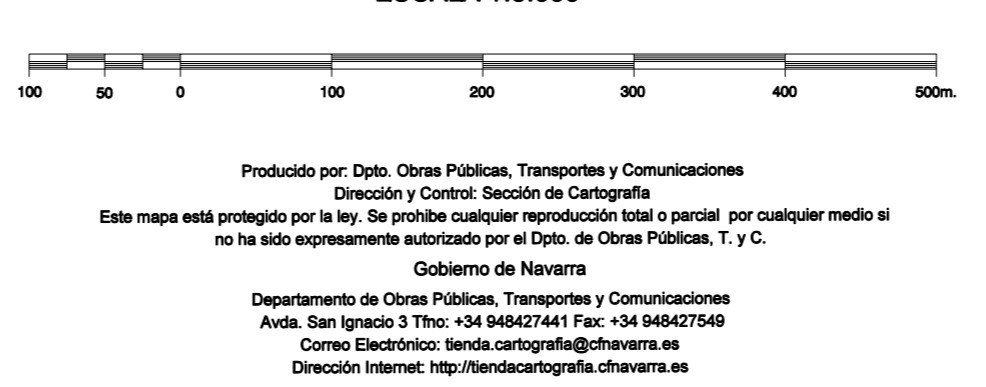 100 50 0 100 200 300 400 500m.
Producido por: Dpto. Obras Públicas, Transportes y Comunicaciones
Dirección y Control: Sección de Cartografía
Este mapa está protegido por la ley. Se prohibe cualquier reproducción total o parcial por cualquier medio si
no ha sido expresamente autorizado por el Dpto. de Obras Públicas, T. y C.
Gobierno de Navarra
Departamento de Obras Públicas, Transportes y Comunicaciones
Avda. San Ignacio 3 Tfno: +34 948427441 Fax: +34 948427549
Correo Electrónico: tienda.cartografia@cfnavarra.es
Dirección Internet: http://tiendacartografia.cfnavarra.es